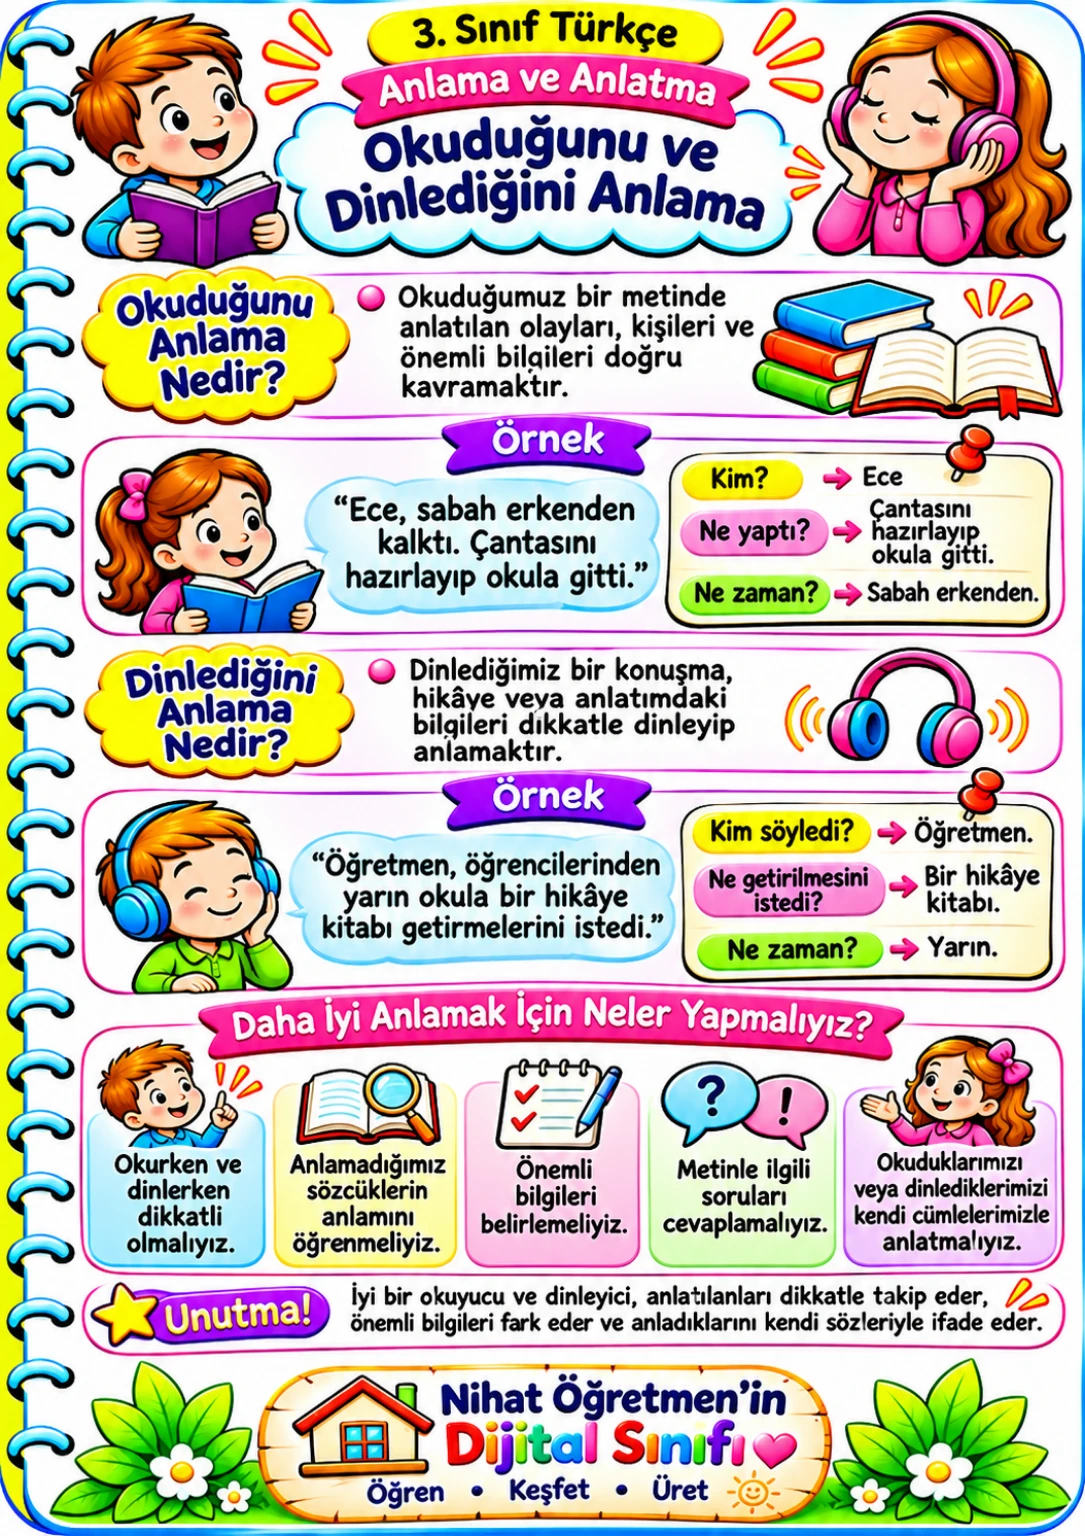 3. Sınıf Türkçe
Anlama ve Anlatma
Okuduğunu ve
Dinlediğini Anlama
Okuduğunu
Anlama
Nedir?
Okuduğumuz bir metinde
anlatılan olayları, kişileri ve
önemli bilgileri doğru
kavramaktır.
Örnek
“Ece, sabah erkenden
kalktı. Çantasını
hazırlayıp okula gitti.”
Kim? → Ece
Ne yaptı? → Çantasını
hazırlayıp
okula gitti.
Ne zaman? → Sabah erkenden.
Dinlediğini
Anlama
Nedir?
Dinlediğimiz bir konuşma,
hikâye veya anlatımdaki
bilgileri dikkatle dinleyip
anlamaktır.
Örnek
“Öğretmen, öğrencilerinden
yarın okula bir hikâye
kitabı getirmelerini istedi.”
Kim söyledi? → Öğretmen.
Ne getirilmesini
istedi? → Bir hikâye
kitabı.
Ne zaman? → Yarın.
Daha İyi Anlamak İçin Neler Yapmalıyız?
Okurken ve
dinlerken
dikkatli
olmalıyız.
Anlamadığımız
sözcüklerin
anlamını
öğrenmeliyiz.
Önemli
bilgileri
belirlemeliyiz.
? !
Metinle ilgili
soruları
cevaplamalıyız.
Okuduklarımızı
veya dinlediklerimizi
kendi cümlelerimizle
anlatmalıyız.
Unutma!
İyi bir okuyucu ve dinleyici, anlatılanları dikkatle takip eder,
önemli bilgileri fark eder ve anladıklarını kendi sözleriyle ifade eder.
Nihat Öğretmen’in
Dijital Sınıfı
Öğren • Keşfet • Üret